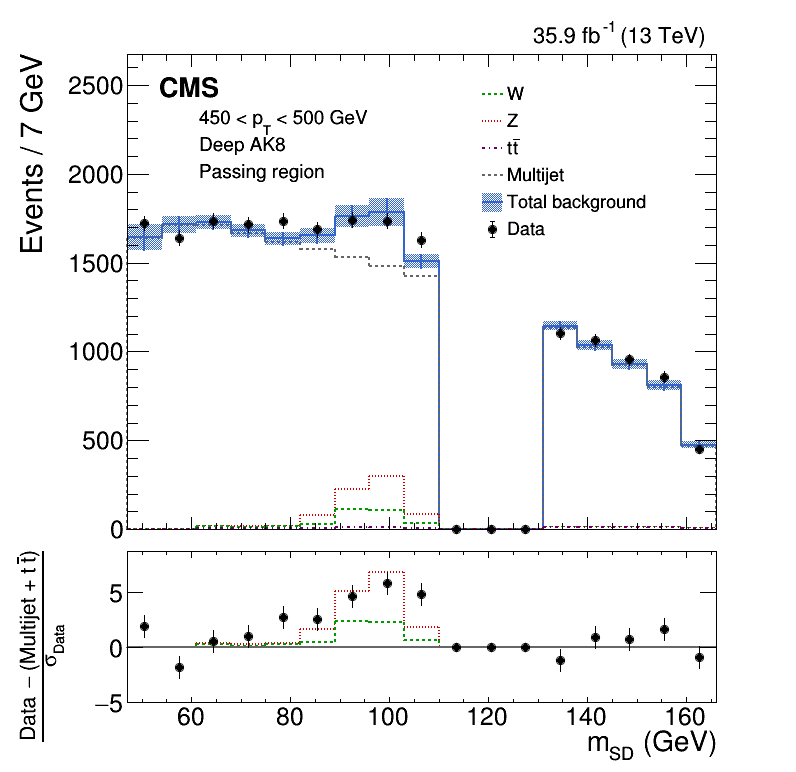 35.9 fb⁻¹ (13 TeV)
Events / 7 GeV
2500
2000
1500
1000
500
0
CMS
450 < p_T < 500 GeV
Deep AK8
Passing region
W
Z
tt̄
Multijet
Total background
Data
Data − (Multijet + t t̄)
σ_Data
5
0
−5
60 80 100 120 140 160
m_SD (GeV)